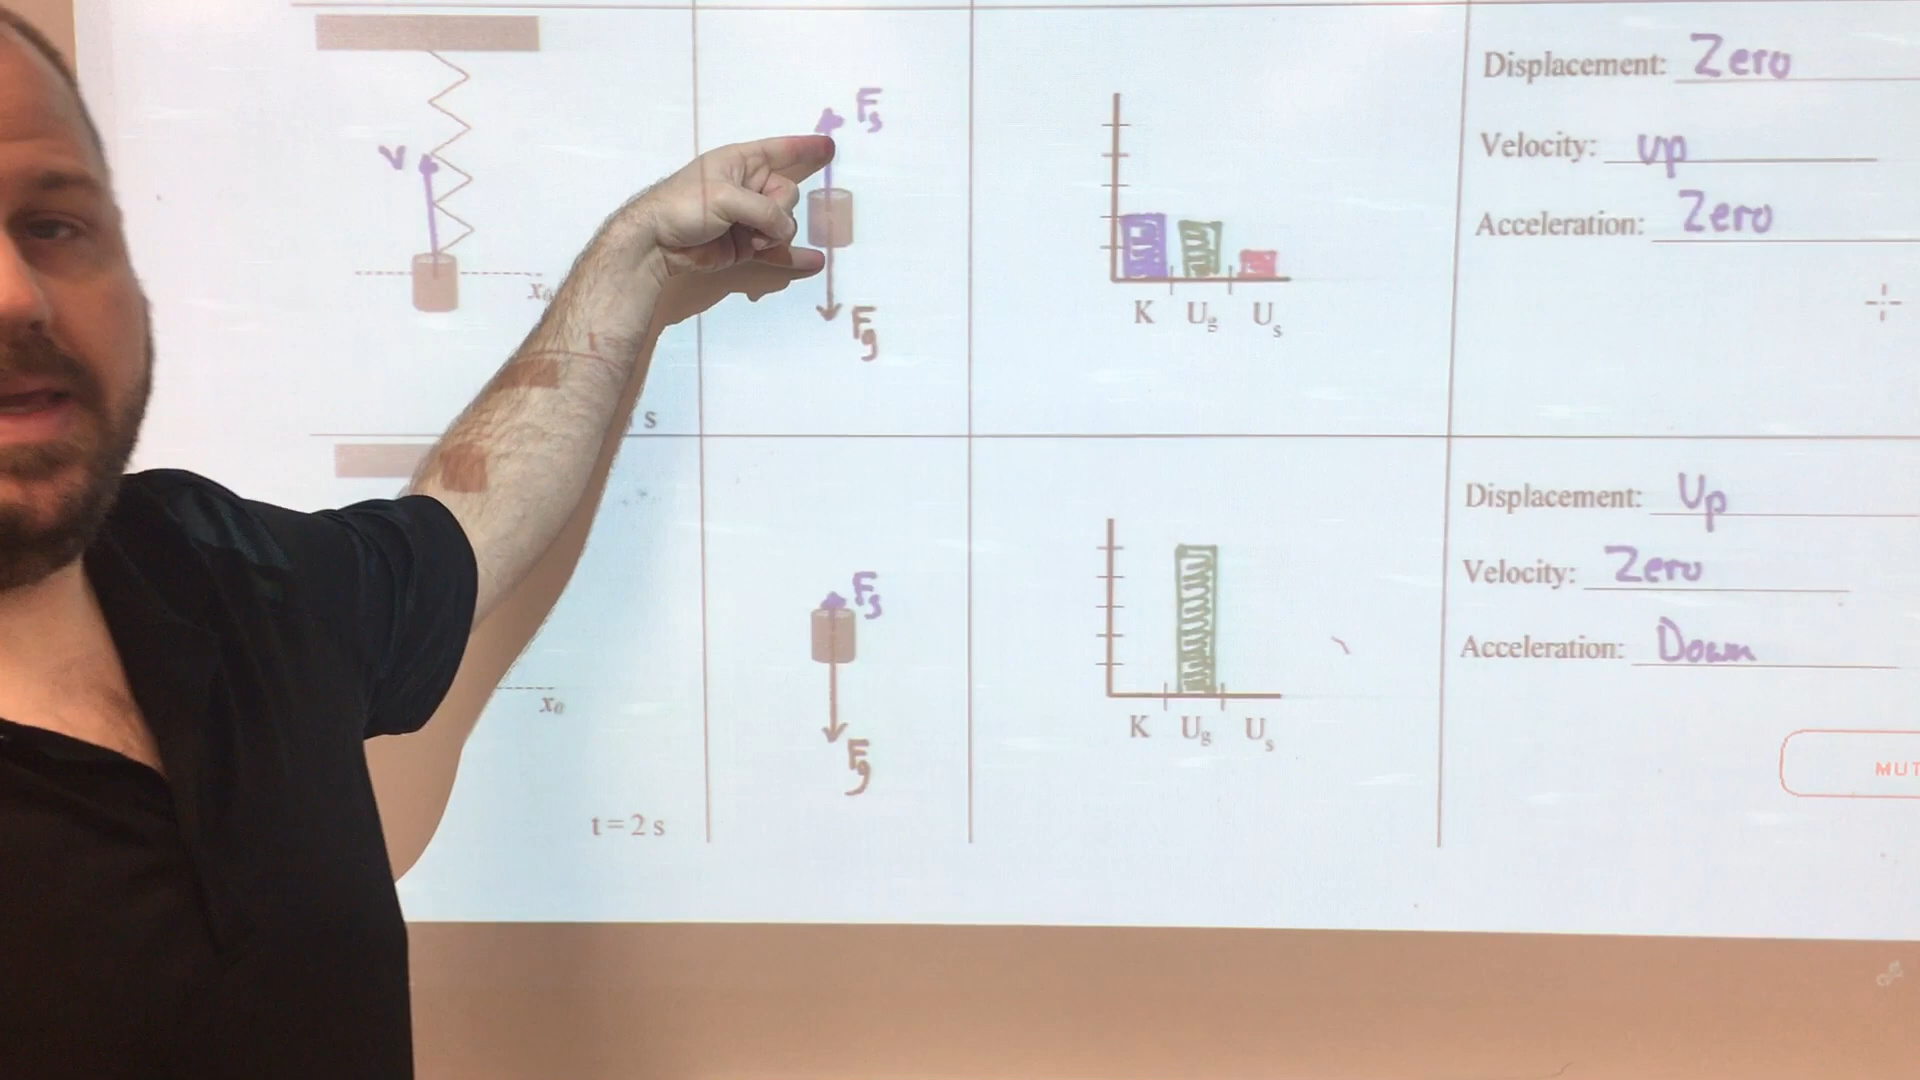 Displacement: Zero
Velocity: up
Acceleration: Zero
v
x₀
Fs
Fg
K Ug Us
s
Displacement: Up
Velocity: Zero
Acceleration: Down
x₀
t = 2 s
Fs
Fg
K Ug Us